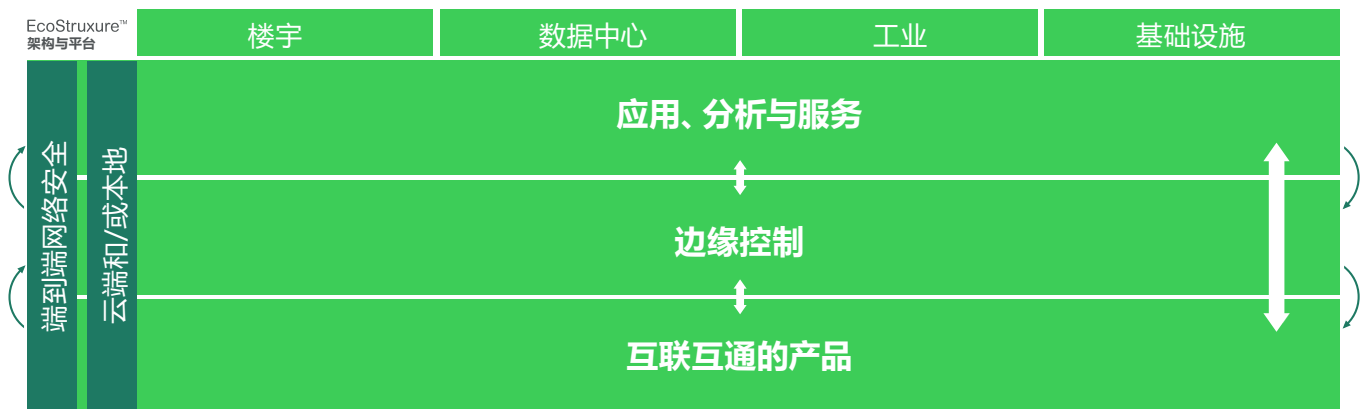 EcoStruxure™
架构与平台
楼宇
数据中心
工业
基础设施
端到端网络安全
云端和/或本地
应用、分析与服务
边缘控制
互联互通的产品